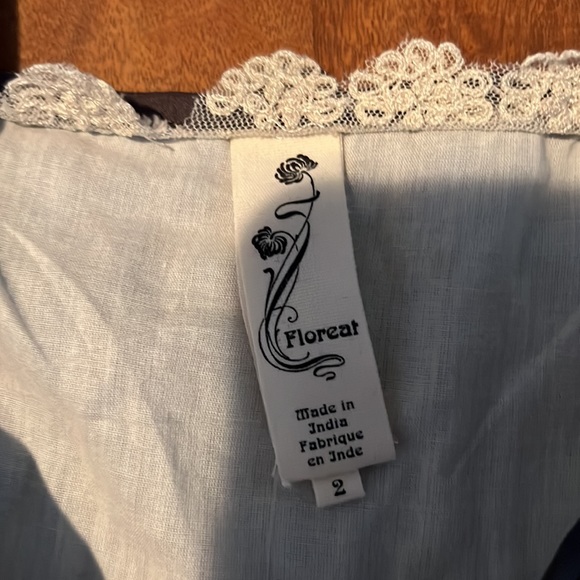 Floreat
Made in
India
Fabrique
en Inde
2